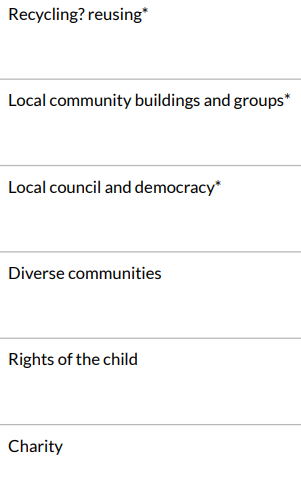 Recycling? reusing*
Local community buildings and groups*
Local council and democracy*
Diverse communities
Rights of the child
Charity